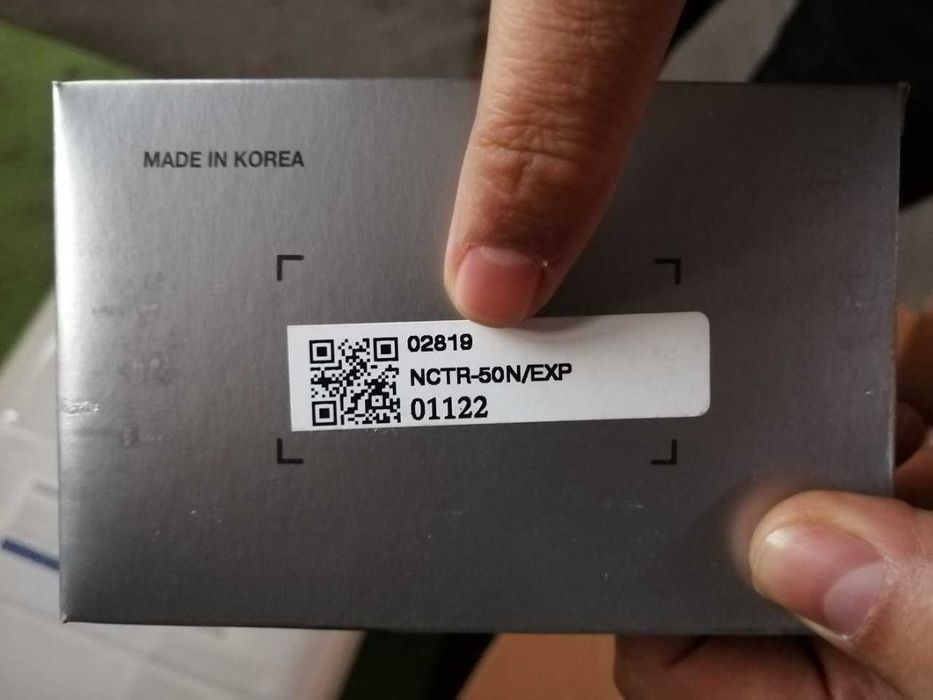 MADE IN KOREA
02819
NCTR-50N/EXP
01122